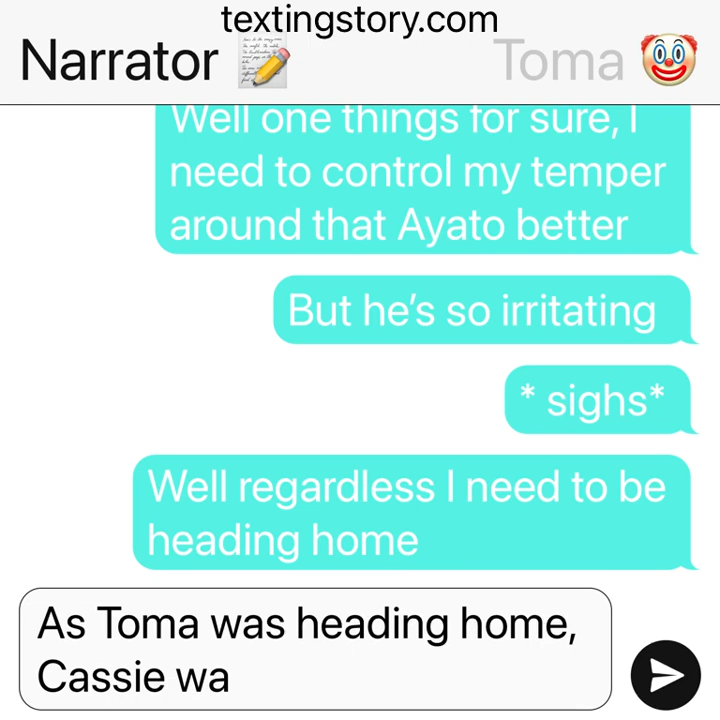 textingstory.com
Narrator
Toma
Well one things for sure, I
need to control my temper
around that Ayato better
But he's so irritating
* sighs*
Well regardless I need to be
heading home
As Toma was heading home,
Cassie wa